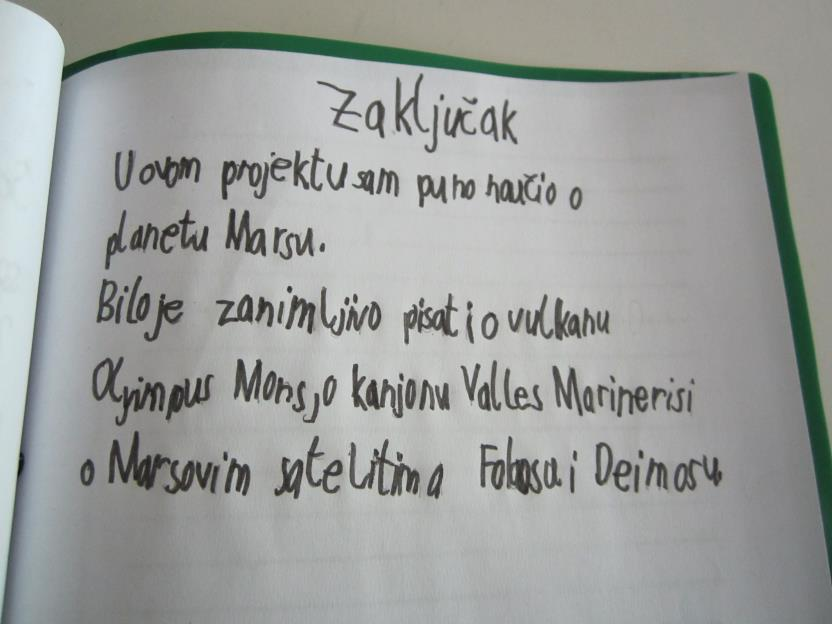 Zaključak
U ovom projektu sam puno naučio o
planetu Marsu.
Bilo je zanimljivo pisati o vulkanu
Olyimpus Mons, o kanjonu Valles Marineris i
o Marsovim satelitima Fobosu i Deimosu